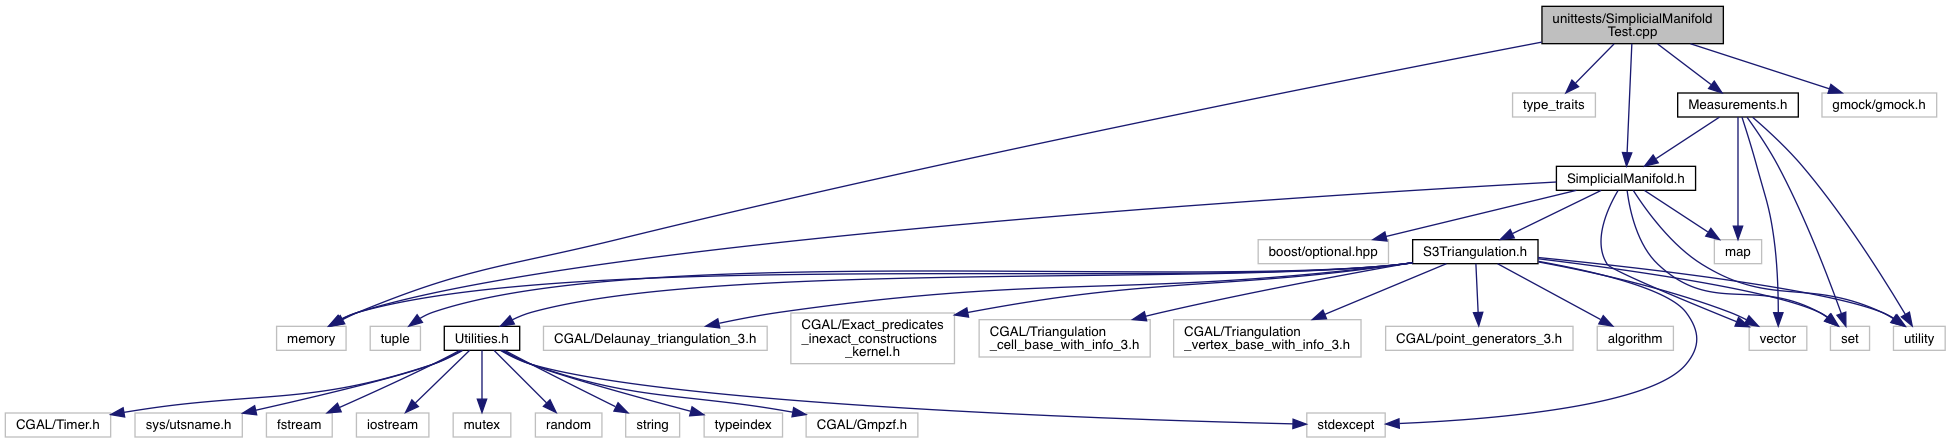 unittests/SimplicialManifold
Test.cpp
type_traits
Measurements.h
gmock/gmock.h
SimplicialManifold.h
boost/optional.hpp
S3Triangulation.h
map
memory
tuple
Utilities.h
CGAL/Delaunay_triangulation_3.h
CGAL/Exact_predicates
_inexact_constructions
_kernel.h
CGAL/Triangulation
_cell_base_with_info_3.h
CGAL/Triangulation
_vertex_base_with_info_3.h
CGAL/point_generators_3.h
algorithm
vector
set
utility
CGAL/Timer.h
sys/utsname.h
fstream
iostream
mutex
random
string
typeindex
CGAL/Gmpzf.h
stdexcept